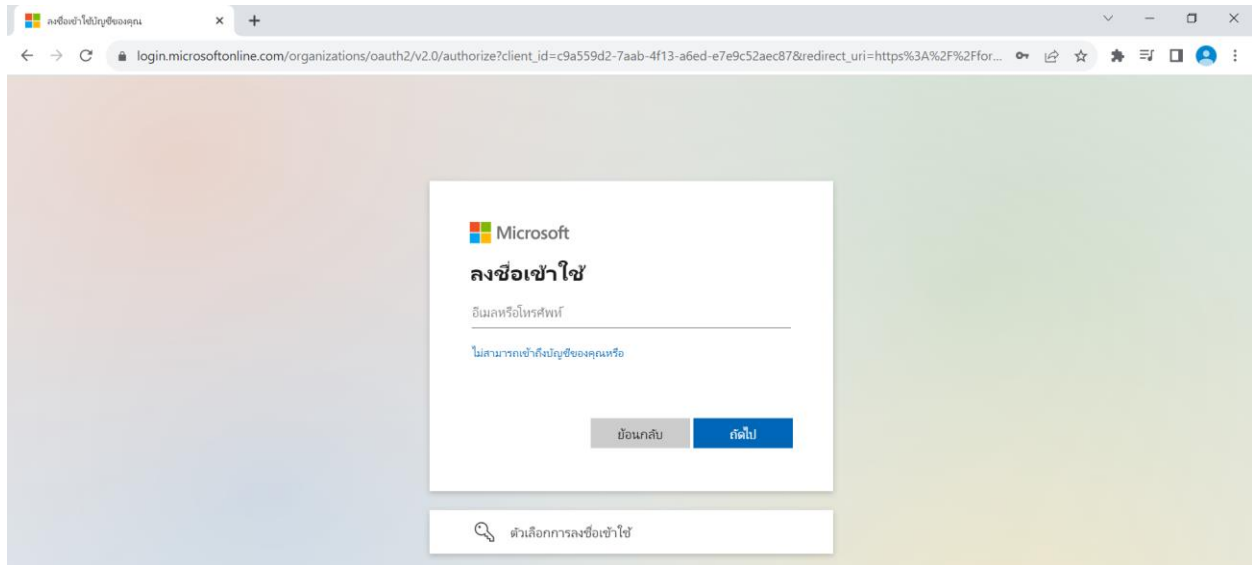 ลงชื่อเข้าใช้บัญชีของคุณ
login.microsoftonline.com/organizations/oauth2/v2.0/authorize?client_id=c9a559d2-7aab-4f13-a6ed-e7e9c52aec87&redirect_uri=https%3A%2F%2Ffor...
Microsoft
ลงชื่อเข้าใช้
อีเมลหรือโทรศัพท์
ไม่สามารถเข้าถึงบัญชีของคุณหรือ
ย้อนกลับ ถัดไป
ตัวเลือกการลงชื่อเข้าใช้